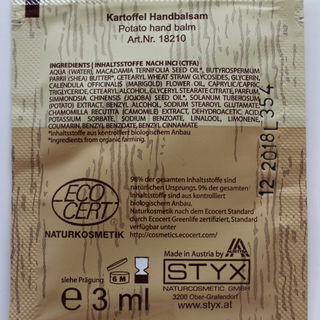 Kartoffel Handbalsam
Potato hand balm
Art.Nr. 18210
INGREDIENTS | INHALTSSTOFFE NACH INCI (CTFA)
AQUA (WATER), MACADAMIA TERNIFOLIA SEED OIL*, BUTYROSPERMUM
PARKII (SHEA) BUTTER*, CETEARYL WHEAT STRAW GLYCOSIDES, GLYCERIN,
CALENDULA OFFICINALIS (MARIGOLD) FLOWER OIL, CAPRYLIC/CAPRIC
TRIGLYCERIDE, CETEARYL ALCOHOL, GLYCERYL STEARATE CITRATE, PARFUM,
SIMMONDSIA CHINENSIS (JOJOBA) SEED OIL*, SOLANUM TUBEROSUM
(POTATO) EXTRACT, BENZYL ALCOHOL, SODIUM STEAROYL GLUTAMATE,
CHAMOMILLA RECUTITA (CAMOMILE) EXTRACT*, DEHYDROACETIC ACID,
POTASSIUM SORBATE, SODIUM BENZOATE, LINALOOL, LIMONENE,
COUMARIN, BENZYL BENZOATE, BENZYL CINNAMATE
*Inhaltsstoffe aus kontrolliert biologischem Anbau
*Ingredients from organic farming.
12 2018 354
ECO
CERT
NATURKOSMETIK
98% der gesamten Inhaltsstoffe sind
natürlichen Ursprungs. 9% der gesamten
Inhaltsstoffe sind aus kontrolliert
biologischem Anbau.
Naturkosmetik nach dem Ecocert Standard
durch Ecocert Greenlife zertifiziert, Standard
verfügbar unter
http://cosmetics.ecocert.com/
siehe Prägung
6 M
e 3 ml
Made in Austria by
AUSTRIA
STYX
NATURCOSMETIC GMBH
3200 Ober-Grafendorf
www.styx.at